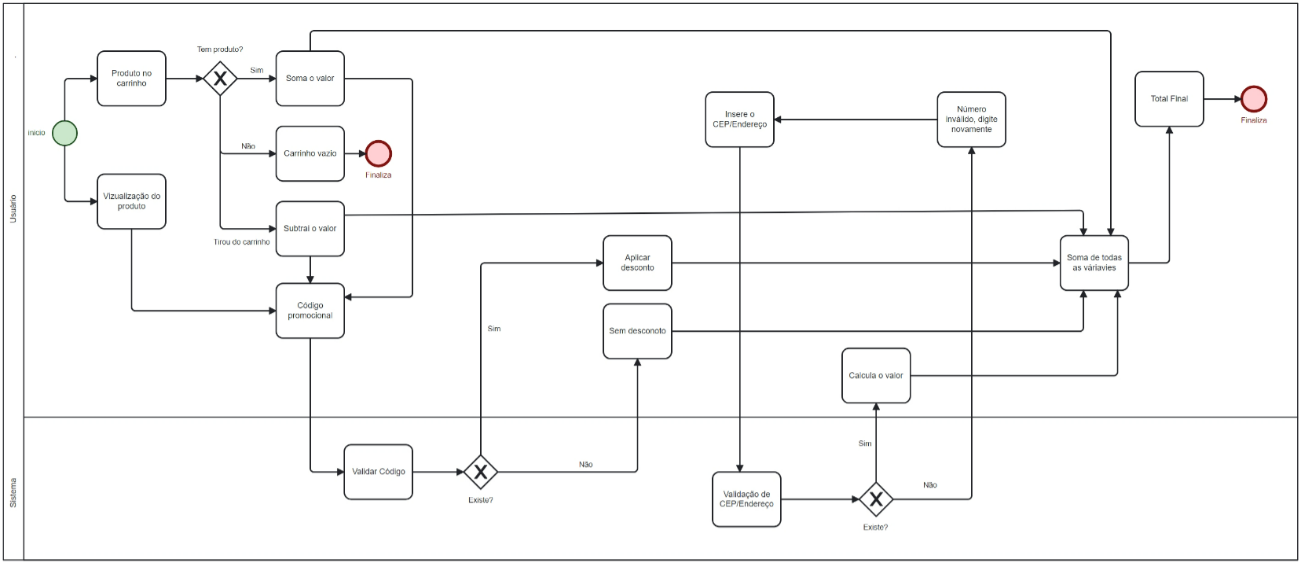 Usuário
Início
Produto no
carrinho
Tem produto?
Sim
Soma o valor
Não
Carrinho vazio
Finaliza
Vizualização do
produto
Subtrai o valor
Tirou do carrinho
Código
promocional
Aplicar
desconto
Sim
Sem desconoto
Insere o
CEP/Endereço
Número
inválido, digite
novamente
Calcula o valor
Soma de todas
as váriavies
Total Final
Finaliza
Sistema
Validar Código
Existe?
Não
Validação de
CEP/Endereço
Sim
Existe?
Não